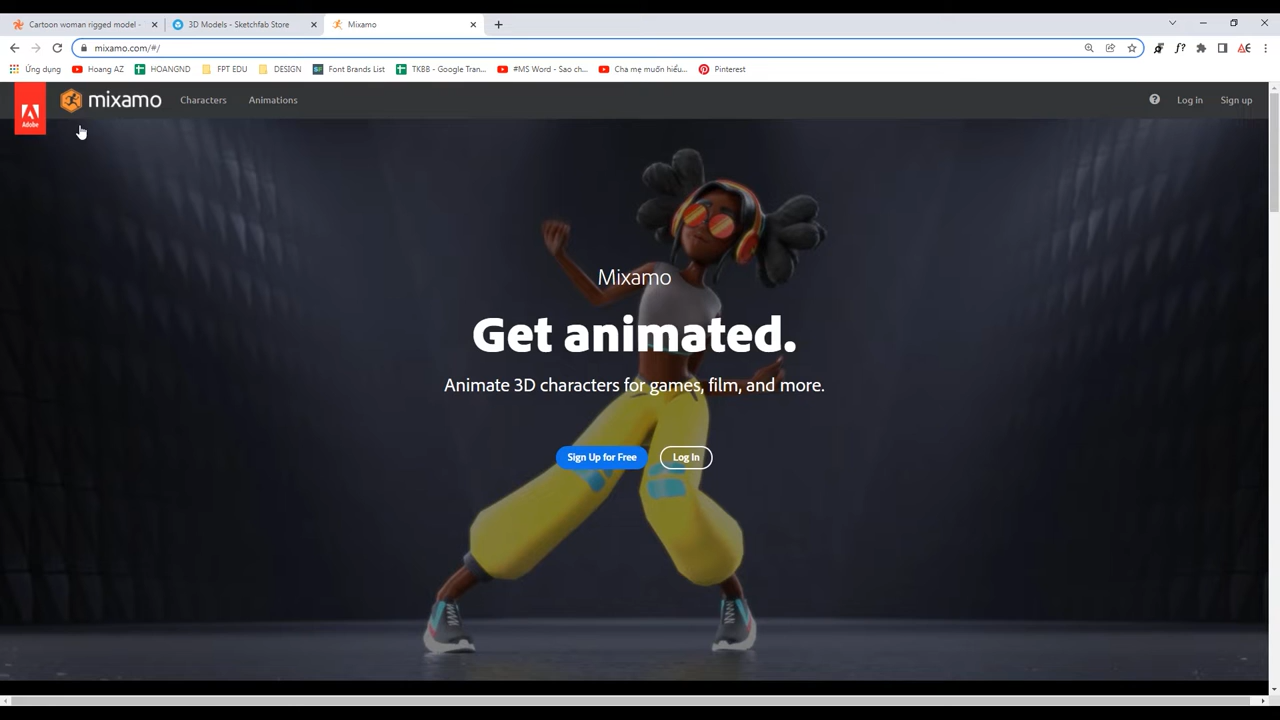 Cartoon woman rigged model -
3D Models - Sketchfab Store
Mixamo
mixamo.com/#/
Ứng dụng
Hoang AZ
HOANGND
FPT EDU
DESIGN
Font Brands List
TKBB - Google Tran...
#MS Word - Sao ch...
Cha mẹ muốn hiểu...
Pinterest
Adobe
mixamo
Characters
Animations
Log in
Sign up
Mixamo
Get animated.
Animate 3D characters for games, film, and more.
Sign Up for Free
Log In